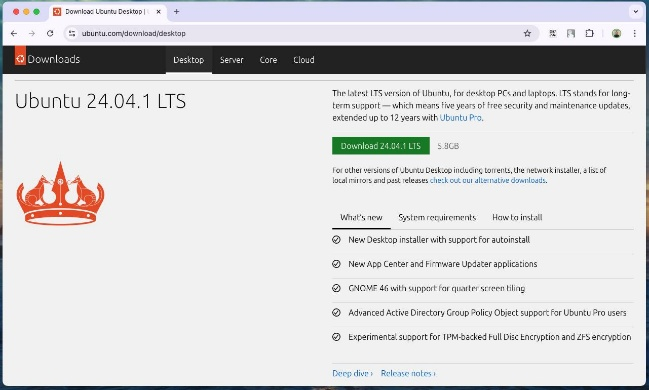 Download Ubuntu Desktop |
ubuntu.com/download/desktop
Downloads
Desktop
Server
Core
Cloud
Ubuntu 24.04.1 LTS
The latest LTS version of Ubuntu, for desktop PCs and laptops. LTS stands for long-
term support — which means five years of free security and maintenance updates,
extended up to 12 years with Ubuntu Pro.
Download 24.04.1 LTS
5.8GB
For other versions of Ubuntu Desktop including torrents, the network installer, a list of
local mirrors and past releases check out our alternative downloads.
What's new
System requirements
How to install
New Desktop installer with support for autoinstall
New App Center and Firmware Updater applications
GNOME 46 with support for quarter screen tiling
Advanced Active Directory Group Policy Object support for Ubuntu Pro users
Experimental support for TPM-backed Full Disc Encryption and ZFS encryption
Deep dive ›
Release notes ›